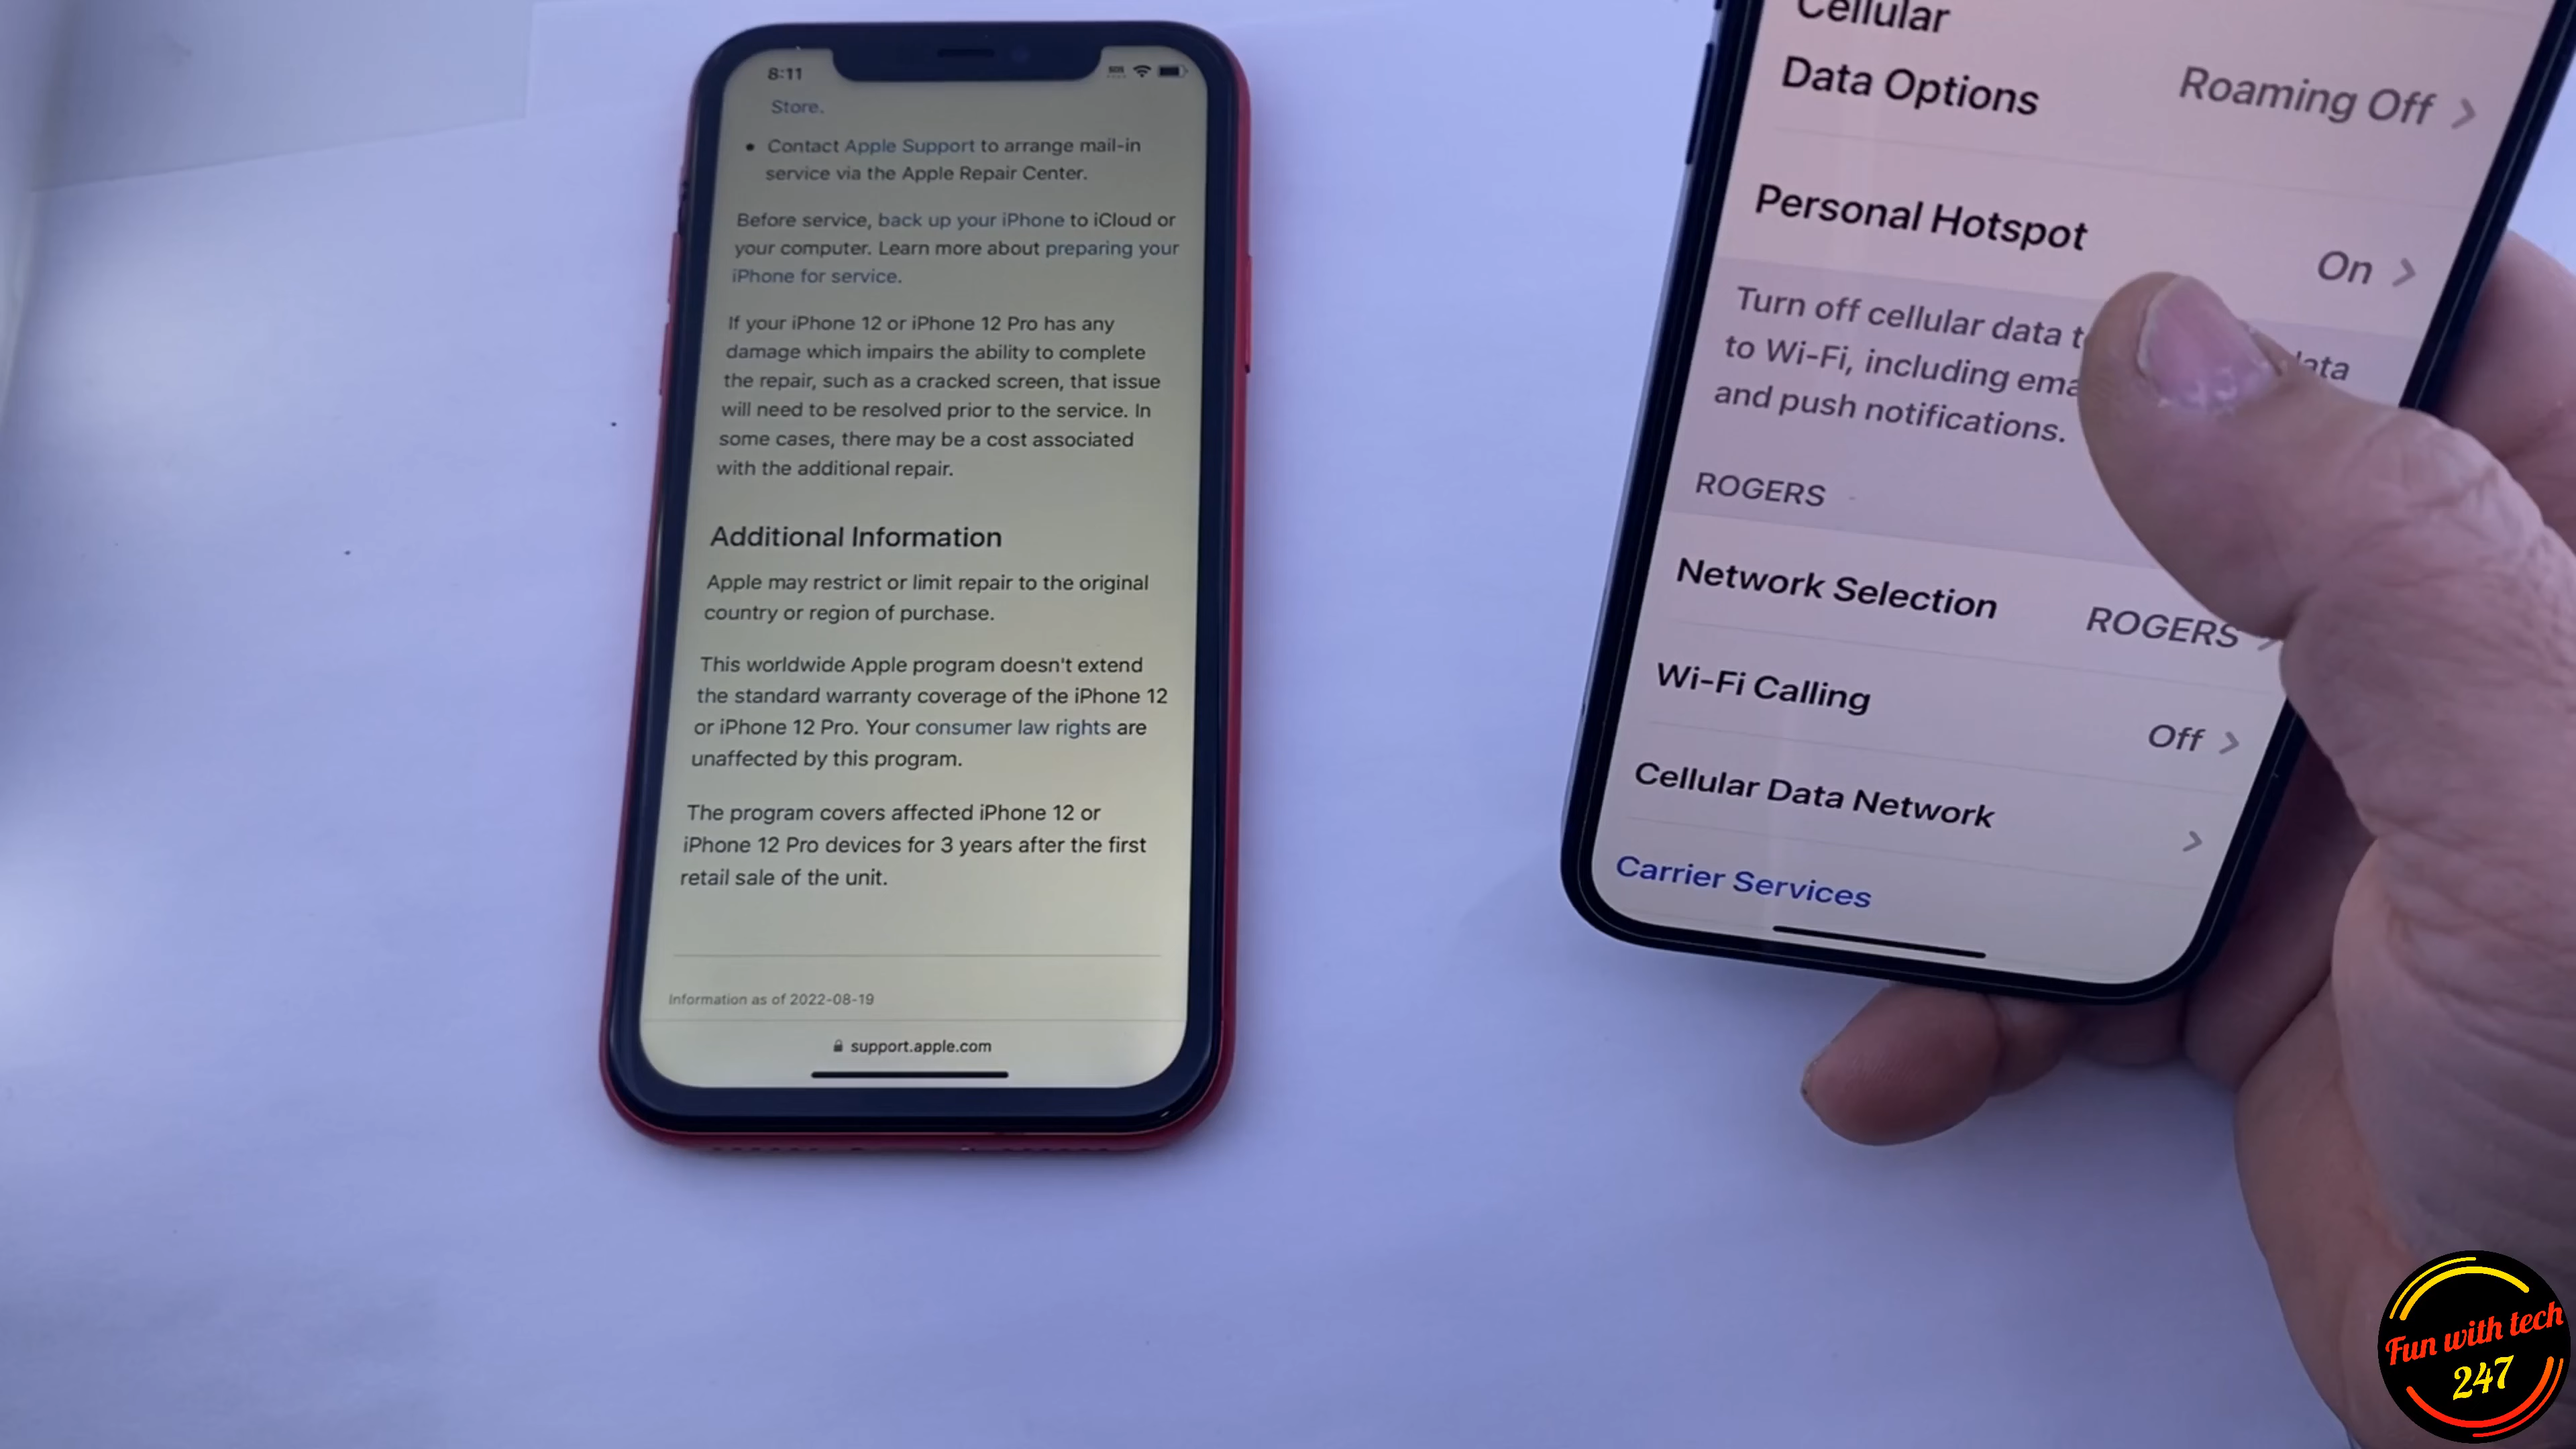 8:11
Store.
• Contact Apple Support to arrange mail-in
service via the Apple Repair Center.
Before service, back up your iPhone to iCloud or
your computer. Learn more about preparing your
iPhone for service.
If your iPhone 12 or iPhone 12 Pro has any
damage which impairs the ability to complete
the repair, such as a cracked screen, that issue
will need to be resolved prior to the service. In
some cases, there may be a cost associated
with the additional repair.
Additional Information
Apple may restrict or limit repair to the original
country or region of purchase.
This worldwide Apple program doesn't extend
the standard warranty coverage of the iPhone 12
or iPhone 12 Pro. Your consumer law rights are
unaffected by this program.
The program covers affected iPhone 12 or
iPhone 12 Pro devices for 3 years after the first
retail sale of the unit.
Information as of 2022-08-19
support.apple.com
Cellular
Data Options Roaming Off
Personal Hotspot On
Turn off cellular data
to Wi-Fi, including
and push notifications.
ROGERS
Network Selection ROGERS
Wi-Fi Calling Off
Cellular Data Network
Carrier Services
Fun with tech
247